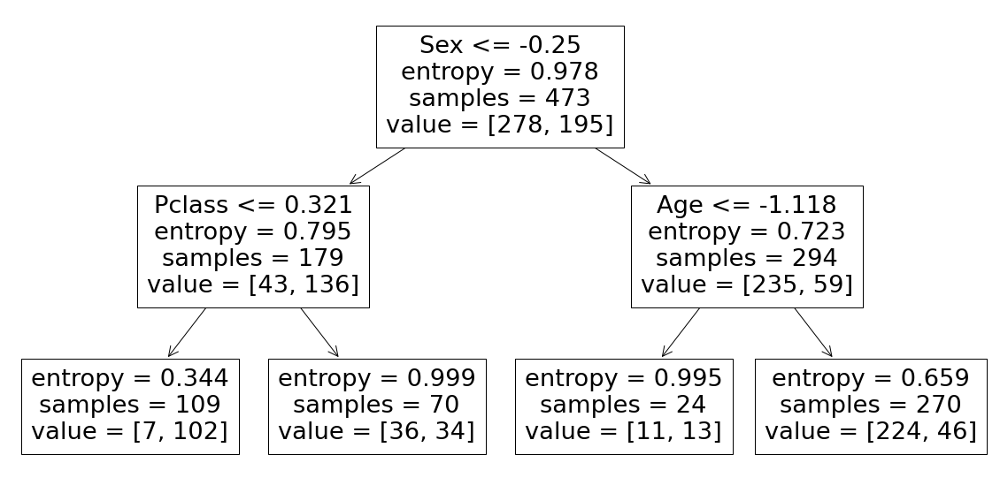 Sex <= -0.25
entropy = 0.978
samples = 473
value = [278, 195]
Pclass <= 0.321
entropy = 0.795
samples = 179
value = [43, 136]
Age <= -1.118
entropy = 0.723
samples = 294
value = [235, 59]
entropy = 0.344
samples = 109
value = [7, 102]
entropy = 0.999
samples = 70
value = [36, 34]
entropy = 0.995
samples = 24
value = [11, 13]
entropy = 0.659
samples = 270
value = [224, 46]